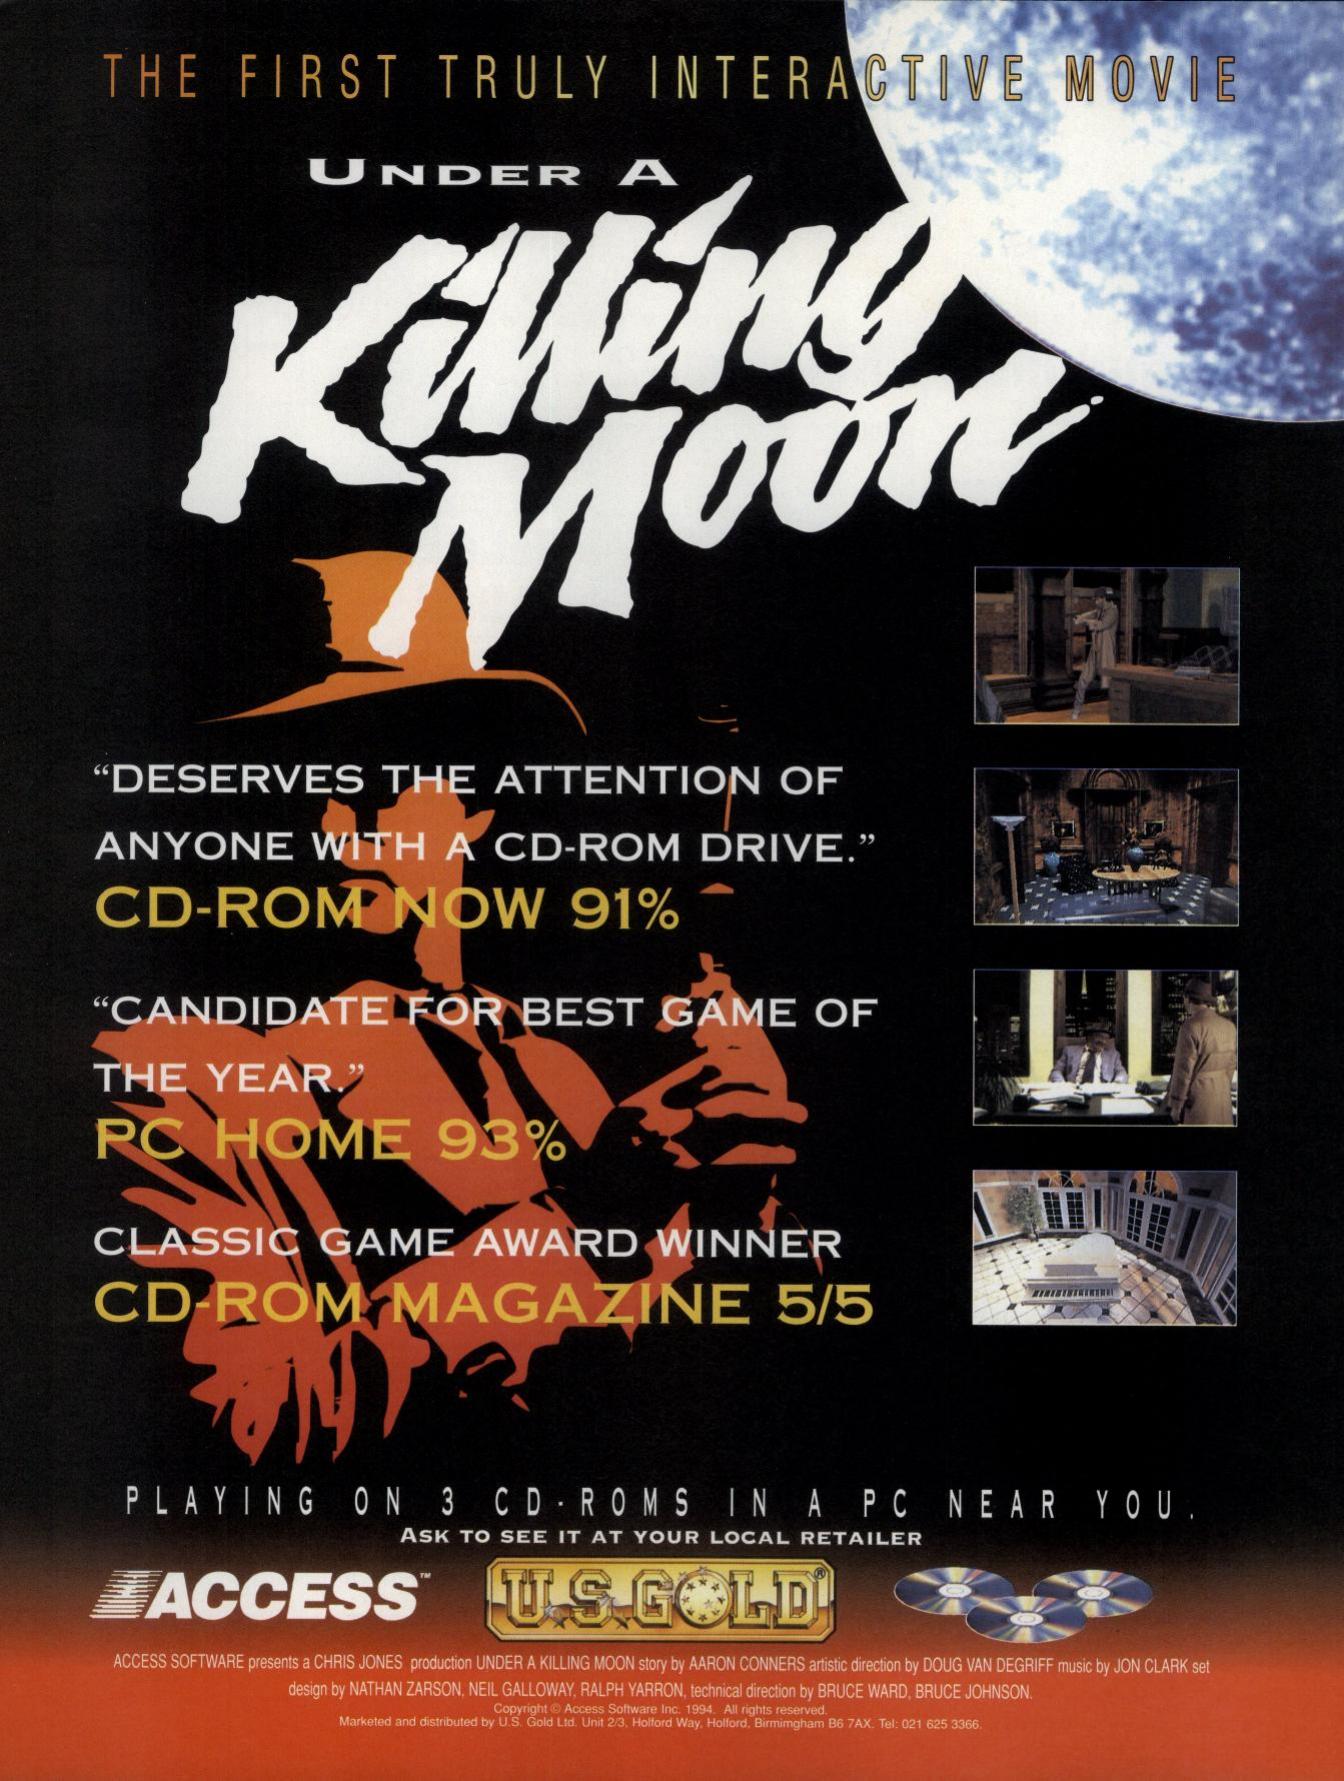 THE FIRST TRULY INTERACTIVE MOVIE
UNDER A
Killing
Moon
“DESERVES THE ATTENTION OF
ANYONE WITH A CD-ROM DRIVE.”
CD-ROM NOW 91%
“CANDIDATE FOR BEST GAME OF
THE YEAR.”
PC HOME 93%
CLASSIC GAME AWARD WINNER
CD-ROM MAGAZINE 5/5
PLAYING ON 3 CD-ROMS IN A PC NEAR YOU.
ASK TO SEE IT AT YOUR LOCAL RETAILER
ACCESS™
U.S. GOLD®
ACCESS SOFTWARE presents a CHRIS JONES production UNDER A KILLING MOON story by AARON CONNERS artistic direction by DOUG VAN DEGRIFF music by JON CLARK set
design by NATHAN ZARSON, NEIL GALLOWAY, RALPH YARRON, technical direction by BRUCE WARD, BRUCE JOHNSON.
Copyright © Access Software Inc. 1994. All rights reserved.
Marketed and distributed by U.S. Gold Ltd. Unit 2/3, Holford Way, Holford, Birmimgham B6 7AX. Tel: 021 625 3366.